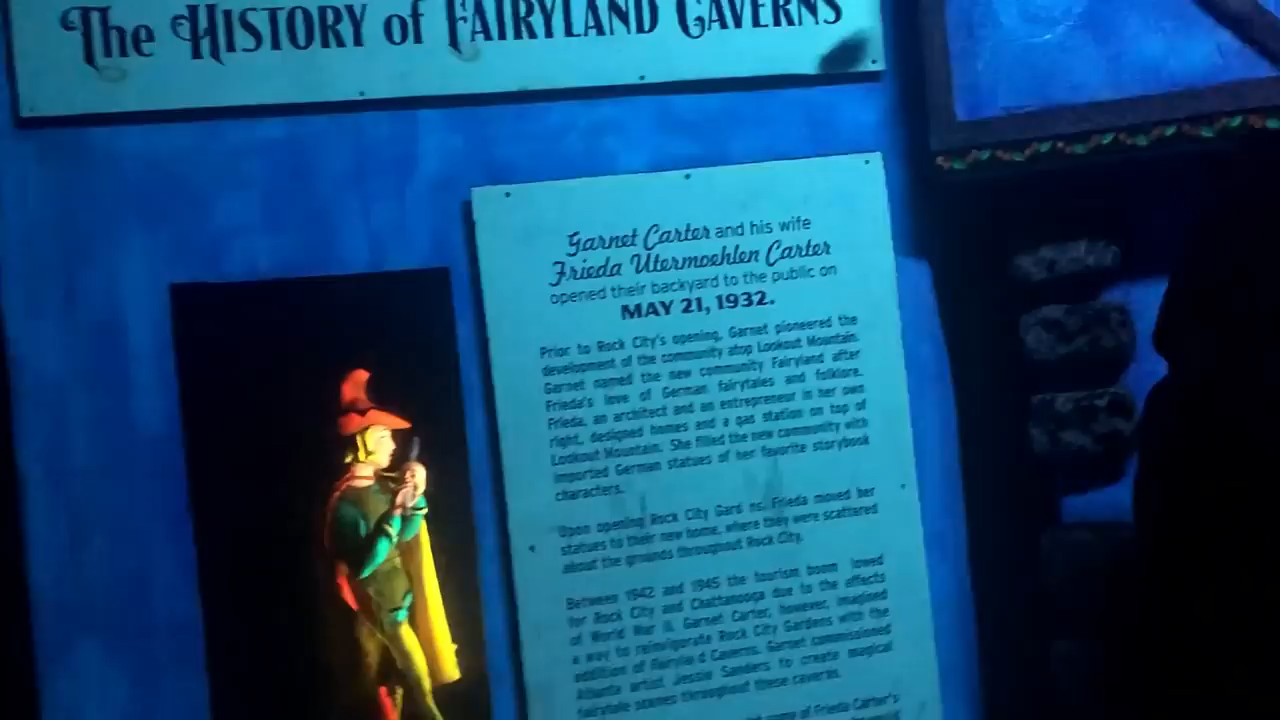 The HISTORY of FAIRYLAND CAVERNS
Garnet Carter and his wife
Frieda Utermoehlen Carter
opened their backyard to the public on
MAY 21, 1932.
Prior to Rock City's opening, Garnet pioneered the
development of the community atop Lookout Mountain.
Garnet named the new community Fairyland after
Frieda's love of German fairytales and folklore.
Frieda, an architect and an entrepreneur in her own
right, designed homes and a gas station on top of
Lookout Mountain. She filled the new community with
imported German statues of her favorite storybook
characters.
Upon opening Rock City Gard ns, Frieda moved her
statues to their new home, where they were scattered
about the grounds throughout Rock City.
Between 1942 and 1945 the tourism boom lowed
for Rock City and Chattanooga due to the effects
of World War II. Garnet Carter, however, imagined
a way to reinvigorate Rock City Gardens with the
addition of Fairyland Caverns. Garnet commissioned
Atlanta artist Jessie Sanders to create magical
fairytale scenes throughout these caverns.
of Frieda Carter's